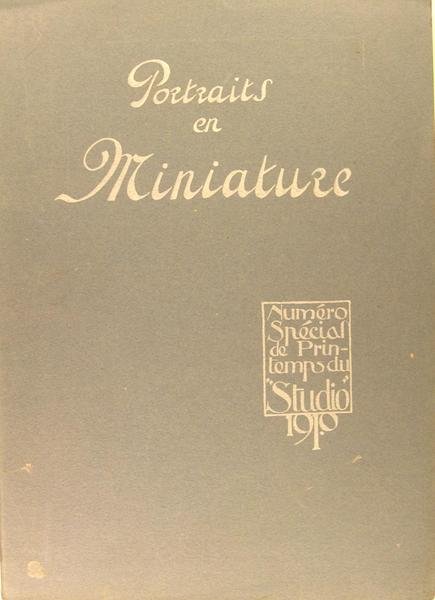 Portraits
en
Miniature
Numéro
Spécial
de Prin-
temps du
"Studio"
1910